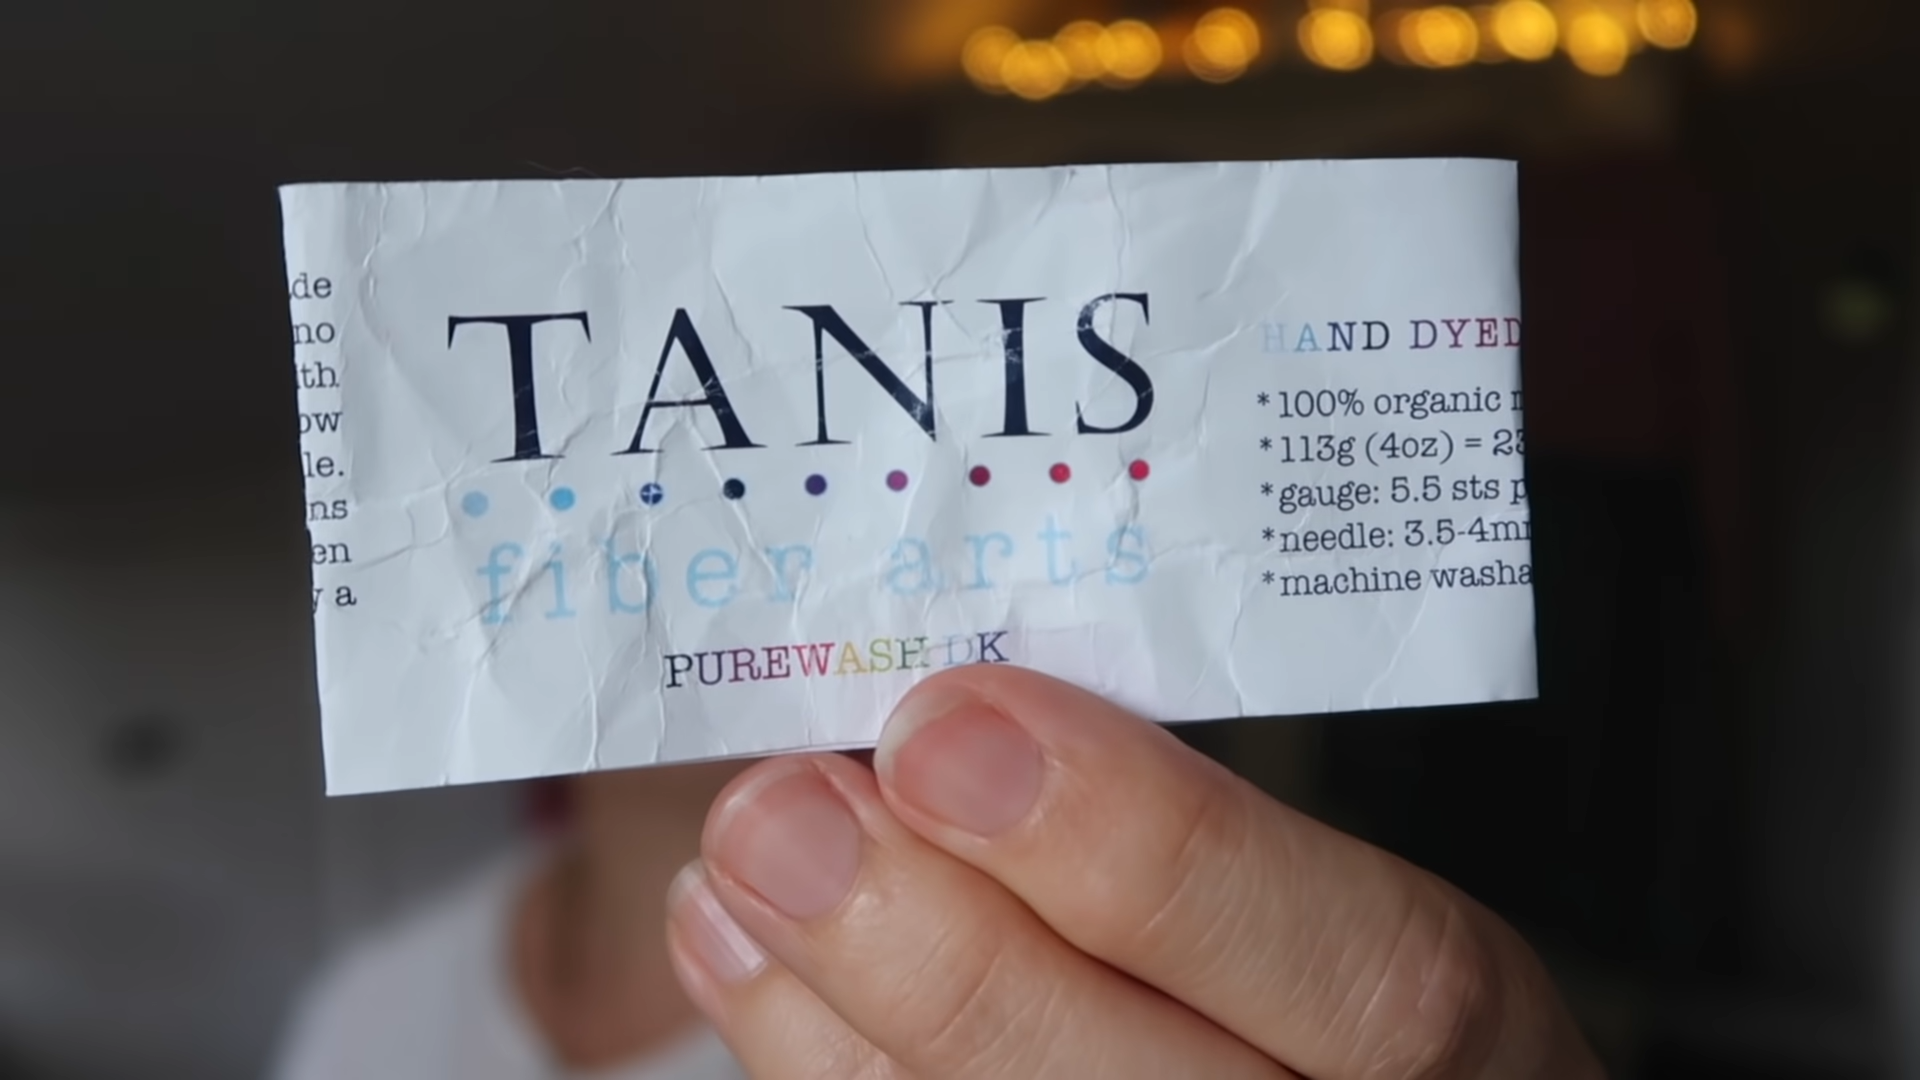 de
no
th
ow
le.
ns
en
y a
TANIS
fiber arts
PUREWASH DK
HAND DYED
*100% organic
*113g (4oz) = 23
*gauge: 5.5 sts p
*needle: 3.5-4m
*machine washa